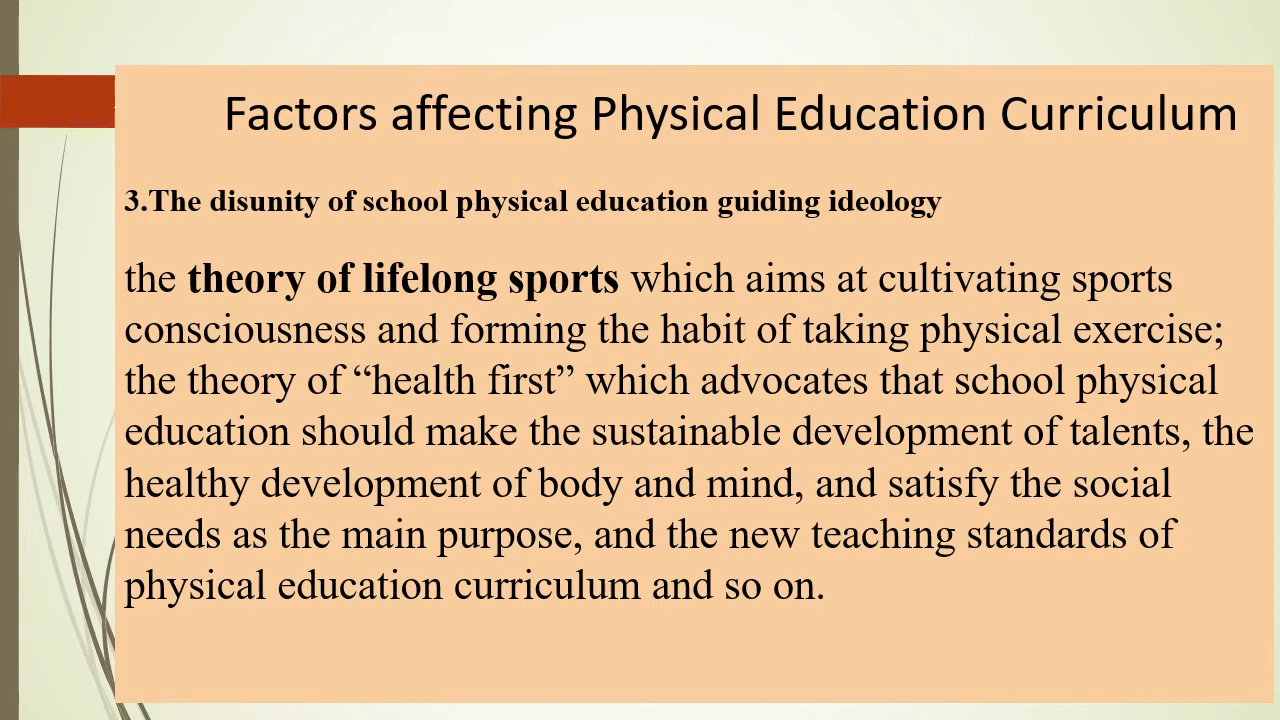 Factors affecting Physical Education Curriculum
3.The disunity of school physical education guiding ideology
the theory of lifelong sports which aims at cultivating sports
consciousness and forming the habit of taking physical exercise;
the theory of “health first” which advocates that school physical
education should make the sustainable development of talents, the
healthy development of body and mind, and satisfy the social
needs as the main purpose, and the new teaching standards of
physical education curriculum and so on.